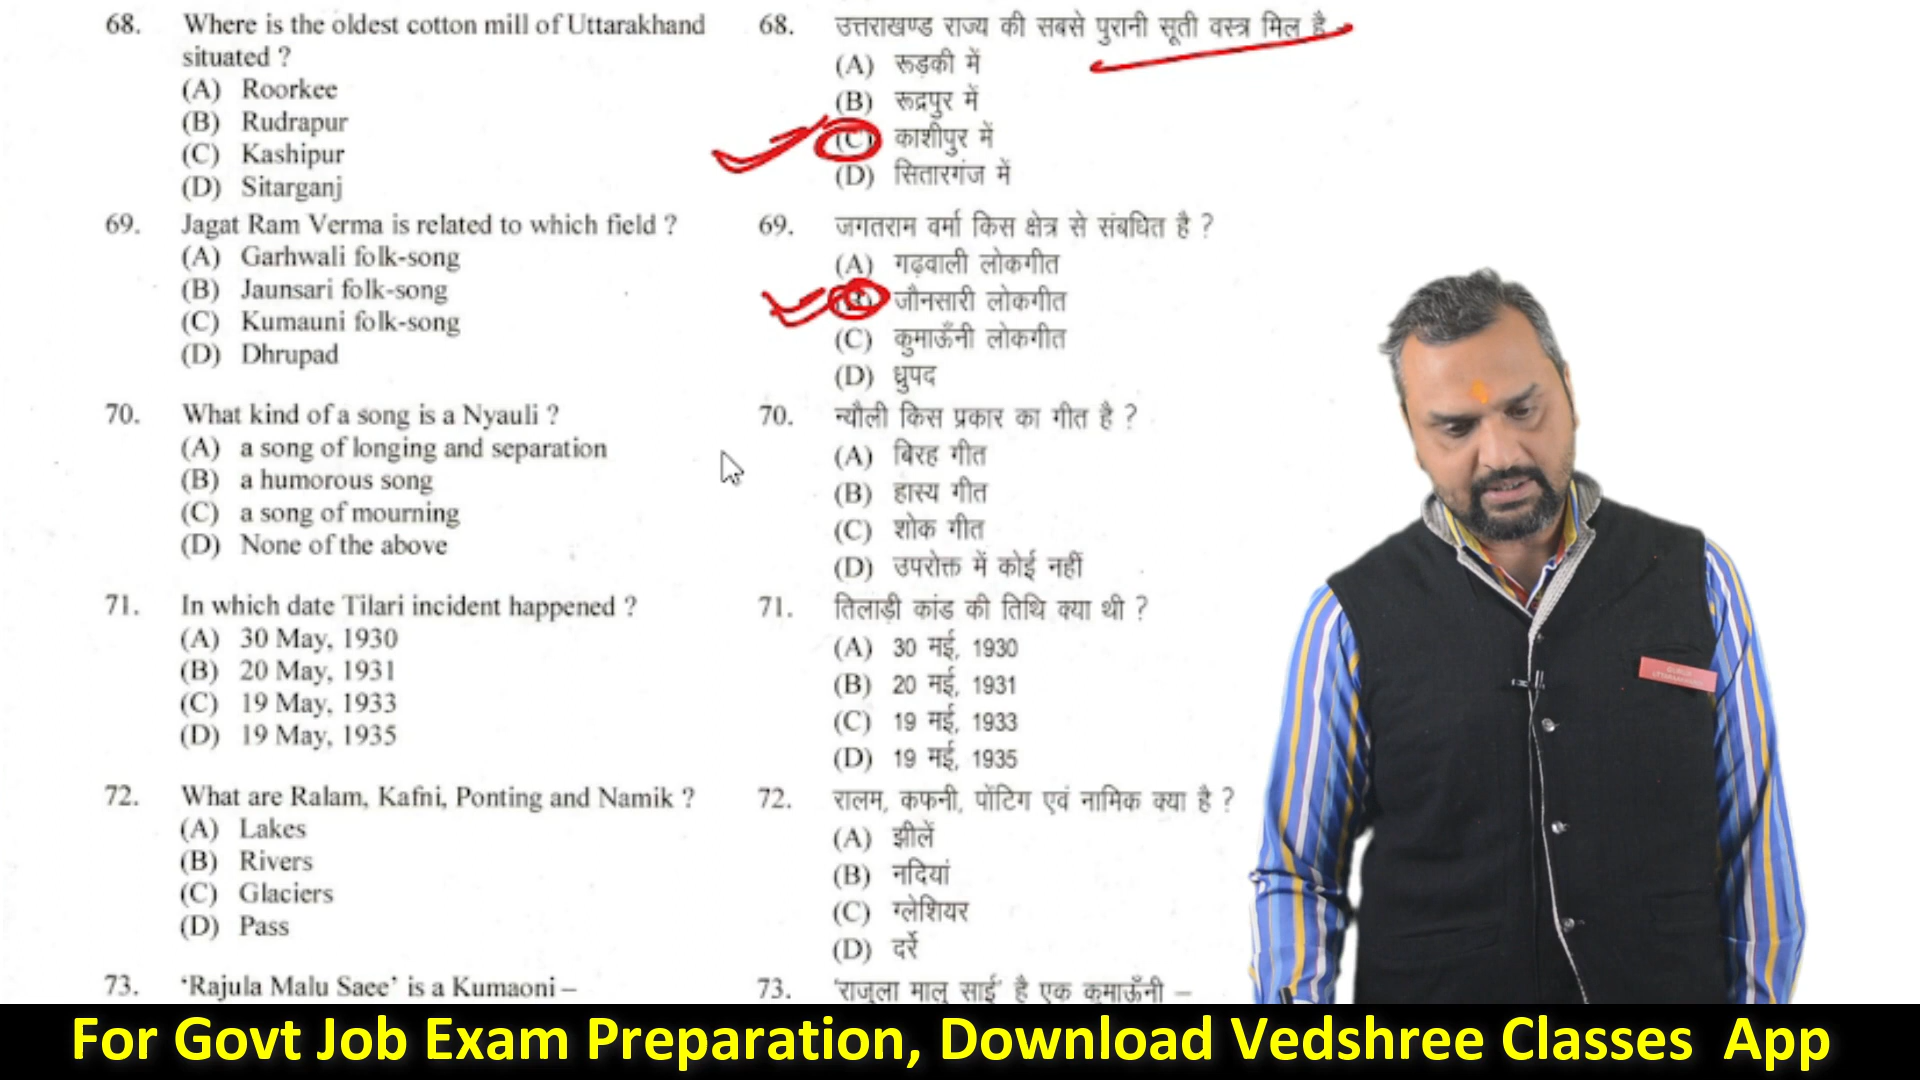 68. Where is the oldest cotton mill of Uttarakhand
situated ?
(A) Roorkee
(B) Rudrapur
(C) Kashipur
(D) Sitarganj
69. Jagat Ram Verma is related to which field ?
(A) Garhwali folk-song
(B) Jaunsari folk-song
(C) Kumauni folk-song
(D) Dhrupad
70. What kind of a song is a Nyauli ?
(A) a song of longing and separation
(B) a humorous song
(C) a song of mourning
(D) None of the above
71. In which date Tilari incident happened ?
(A) 30 May, 1930
(B) 20 May, 1931
(C) 19 May, 1933
(D) 19 May, 1935
72. What are Ralam, Kafni, Ponting and Namik ?
(A) Lakes
(B) Rivers
(C) Glaciers
(D) Pass
73. ‘Rajula Malu Saee’ is a Kumaoni –
68. उत्तराखण्ड राज्य की सबसे पुरानी सूती वस्त्र मिल है
(A) रूड़की में
(B) रूद्रपुर में
(C) काशीपुर में
(D) सितारगंज में
69. जगतराम वर्मा किस क्षेत्र से संबधित है ?
(A) गढ़वाली लोकगीत
(B) जौनसारी लोकगीत
(C) कुमाऊँनी लोकगीत
(D) ध्रुपद
70. न्यौली किस प्रकार का गीत है ?
(A) बिरह गीत
(B) हास्य गीत
(C) शोक गीत
(D) उपरोक्त में कोई नहीं
71. तिलाड़ी कांड की तिथि क्या थी ?
(A) 30 मई, 1930
(B) 20 मई, 1931
(C) 19 मई, 1933
(D) 19 मई, 1935
72. रालम, कफनी, पोंटिग एवं नामिक क्या है ?
(A) झीलें
(B) नदियां
(C) ग्लेशियर
(D) दर्रे
73. ‘राजुला मालू साई’ है एक कुमाऊँनी –
For Govt Job Exam Preparation, Download Vedshree Classes App